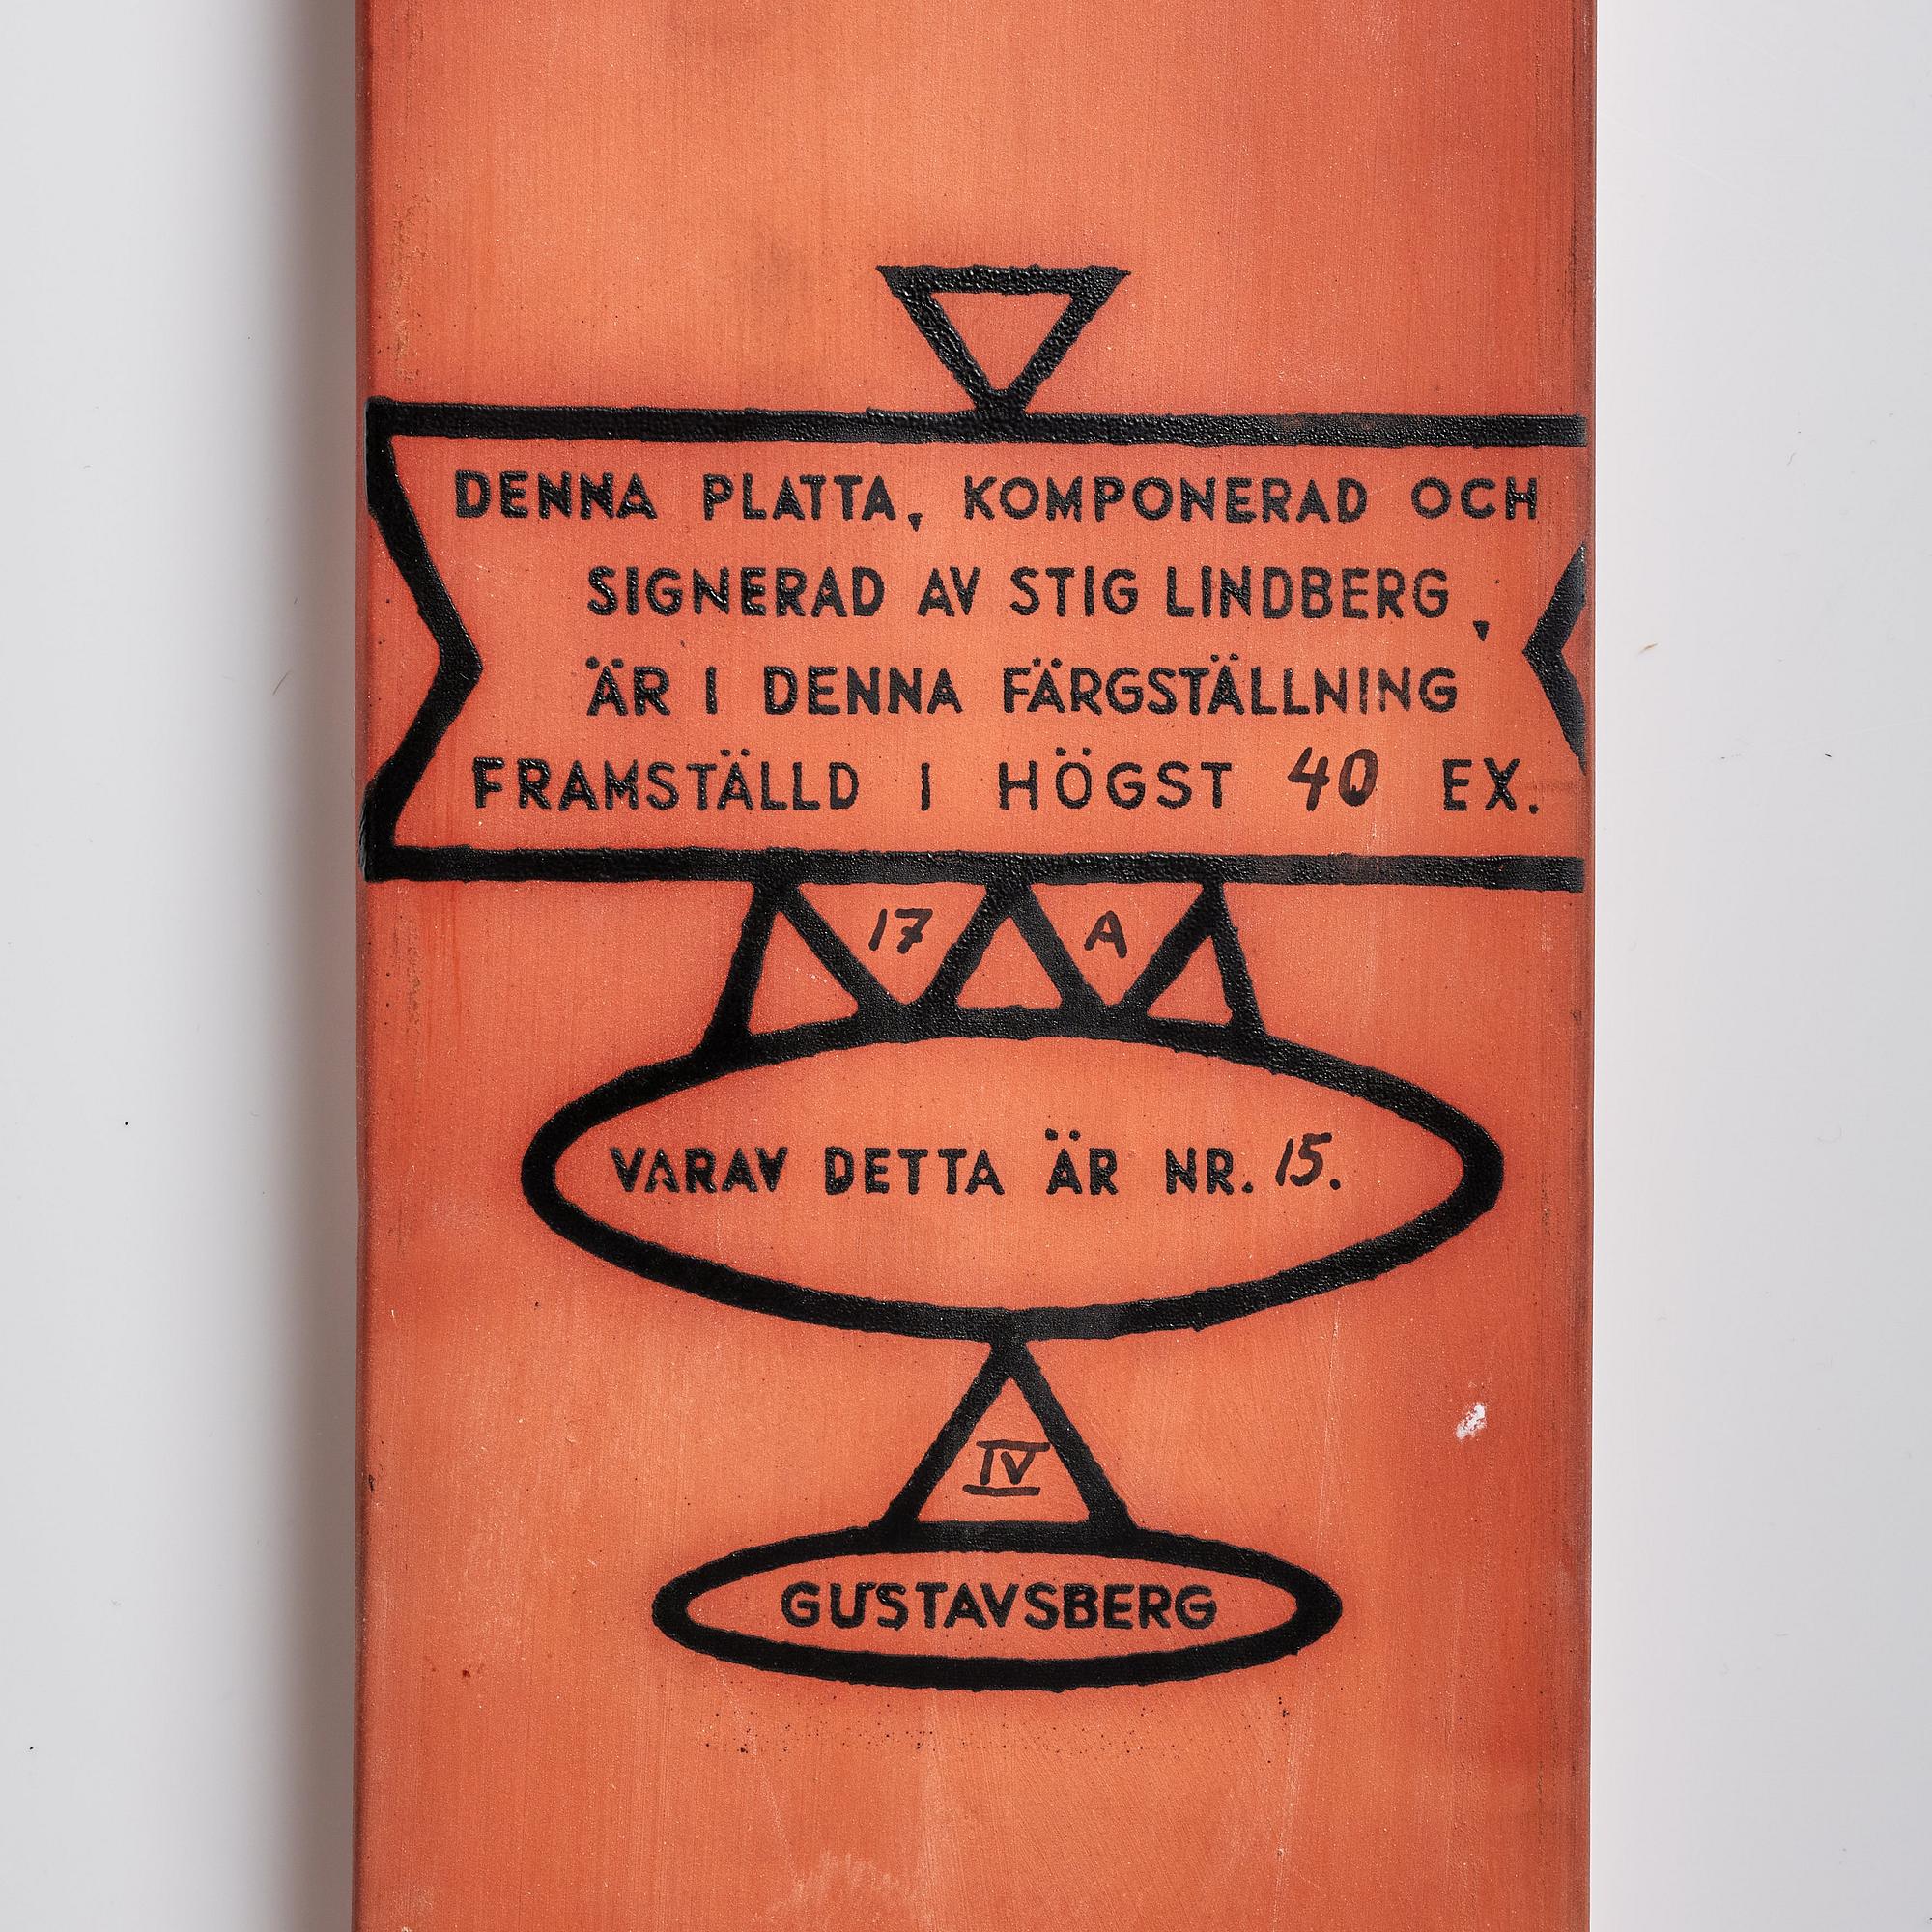 DENNA PLATTA, KOMPONERAD OCH
SIGNERAD AV STIG LINDBERG,
ÄR I DENNA FÄRGSTÄLLNING
FRAMSTÄLLD I HÖGST 40 EX.
17 A
VARAV DETTA ÄR NR. 15.
IV
GUSTAVSBERG